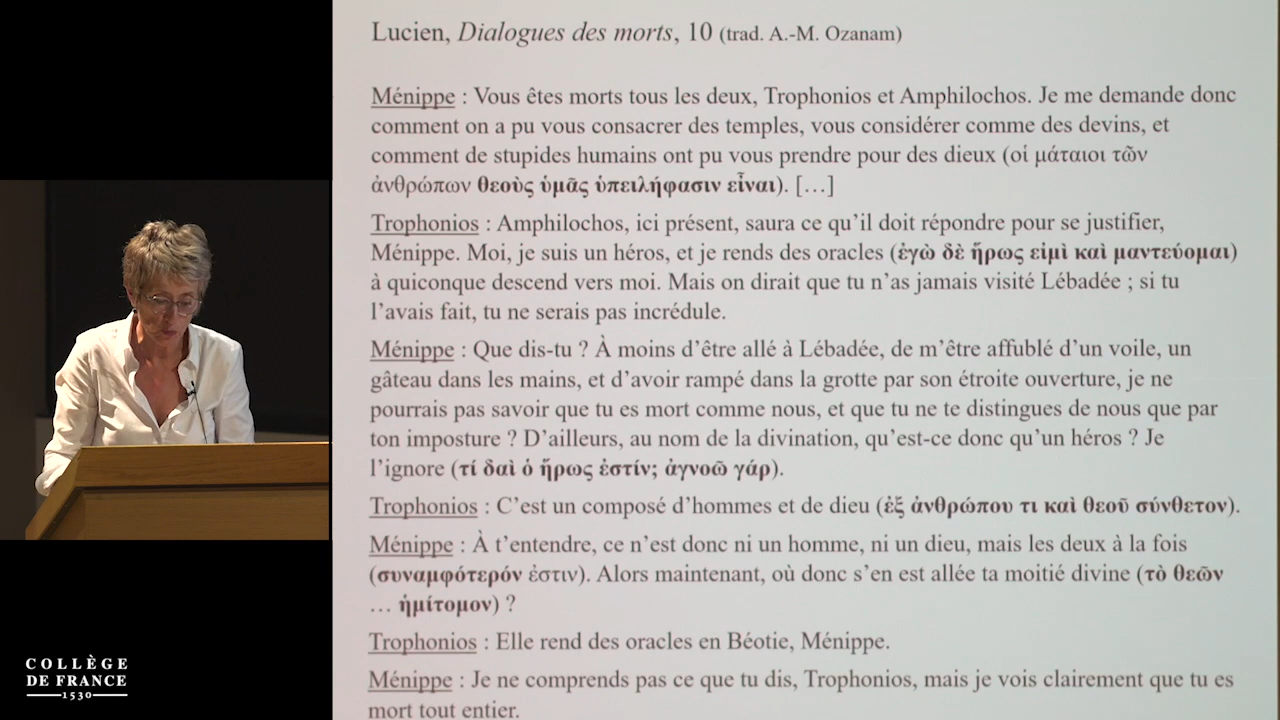 Lucien, Dialogues des morts, 10 (trad. A.-M. Ozanam)
Ménippe : Vous êtes morts tous les deux, Trophonios et Amphilochos. Je me demande donc
comment on a pu vous consacrer des temples, vous considérer comme des devins, et
comment de stupides humains ont pu vous prendre pour des dieux (οἱ μάταιοι τῶν
ἀνθρώπων θεοὺς ὑμᾶς ὑπειλήφασιν εἶναι). […]
Trophonios : Amphilochos, ici présent, saura ce qu’il doit répondre pour se justifier,
Ménippe. Moi, je suis un héros, et je rends des oracles (ἐγὼ δὲ ἥρως εἰμὶ καὶ μαντεύομαι)
à quiconque descend vers moi. Mais on dirait que tu n’as jamais visité Lébadée ; si tu
l’avais fait, tu ne serais pas incrédule.
Ménippe : Que dis-tu ? À moins d’être allé à Lébadée, de m’être affublé d’un voile, un
gâteau dans les mains, et d’avoir rampé dans la grotte par son étroite ouverture, je ne
pourrais pas savoir que tu es mort comme nous, et que tu ne te distingues de nous que par
ton imposture ? D’ailleurs, au nom de la divination, qu’est-ce donc qu’un héros ? Je
l’ignore (τί δαὶ ὁ ἥρως ἐστίν; ἀγνοῶ γάρ).
Trophonios : C’est un composé d’hommes et de dieu (ἐξ ἀνθρώπου τι καὶ θεοῦ σύνθετον).
Ménippe : À t’entendre, ce n’est donc ni un homme, ni un dieu, mais les deux à la fois
(συναμφότερόν ἐστιν). Alors maintenant, où donc s’en est allée ta moitié divine (τὸ θεῶν
… ἡμίτομον) ?
Trophonios : Elle rend des oracles en Béotie, Ménippe.
Ménippe : Je ne comprends pas ce que tu dis, Trophonios, mais je vois clairement que tu es
mort tout entier.
COLLÈGE
DE FRANCE
1530